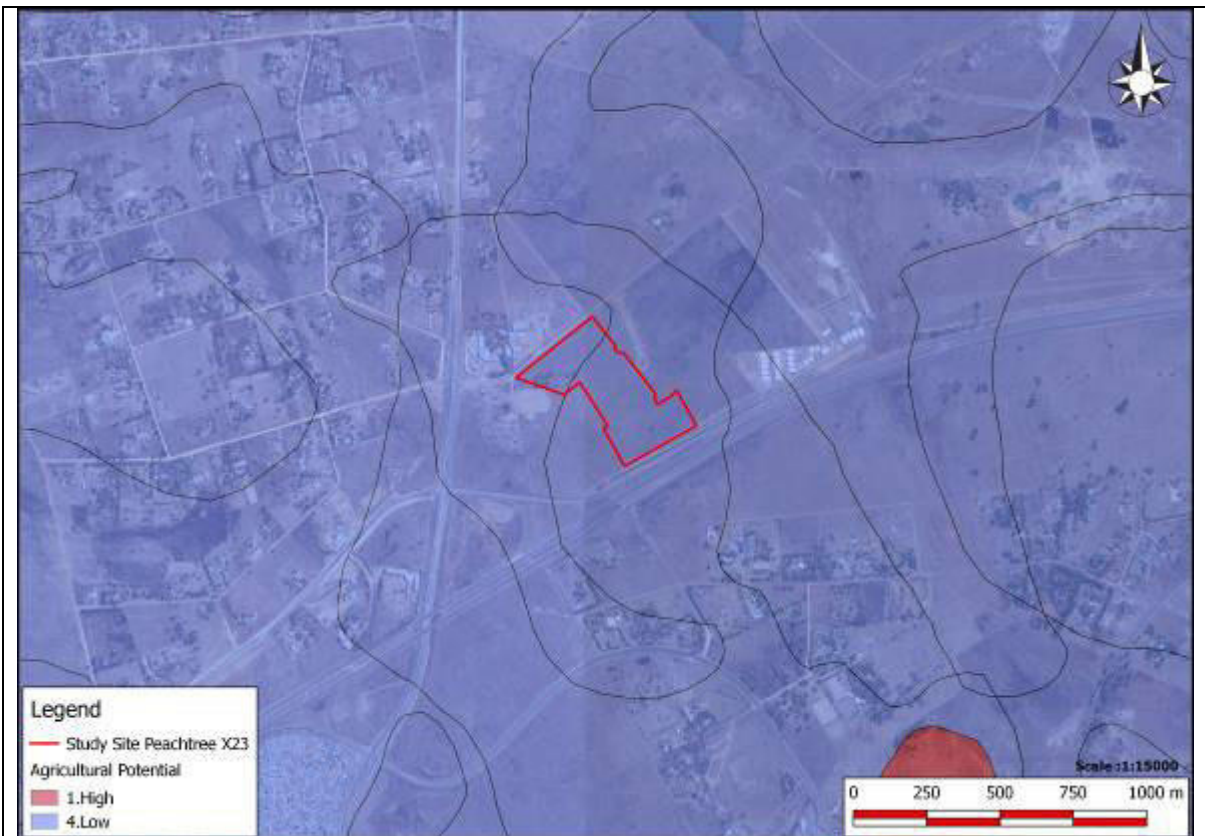 Legend
Study Site Peachtree X23
Agricultural Potential
1.High
4.Low
Scale :1:15000
0 250 500 750 1000 m